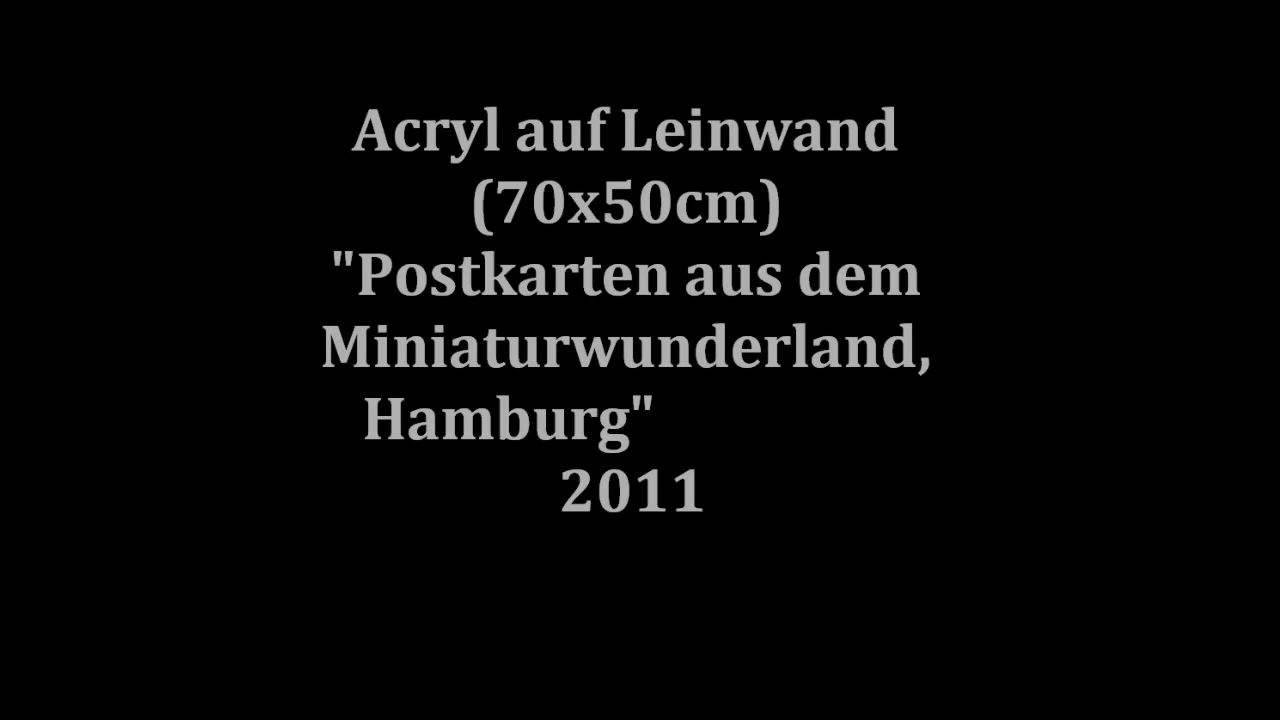 Acryl auf Leinwand
(70x50cm)
"Postkarten aus dem
Miniaturwunderland,
Hamburg"
2011